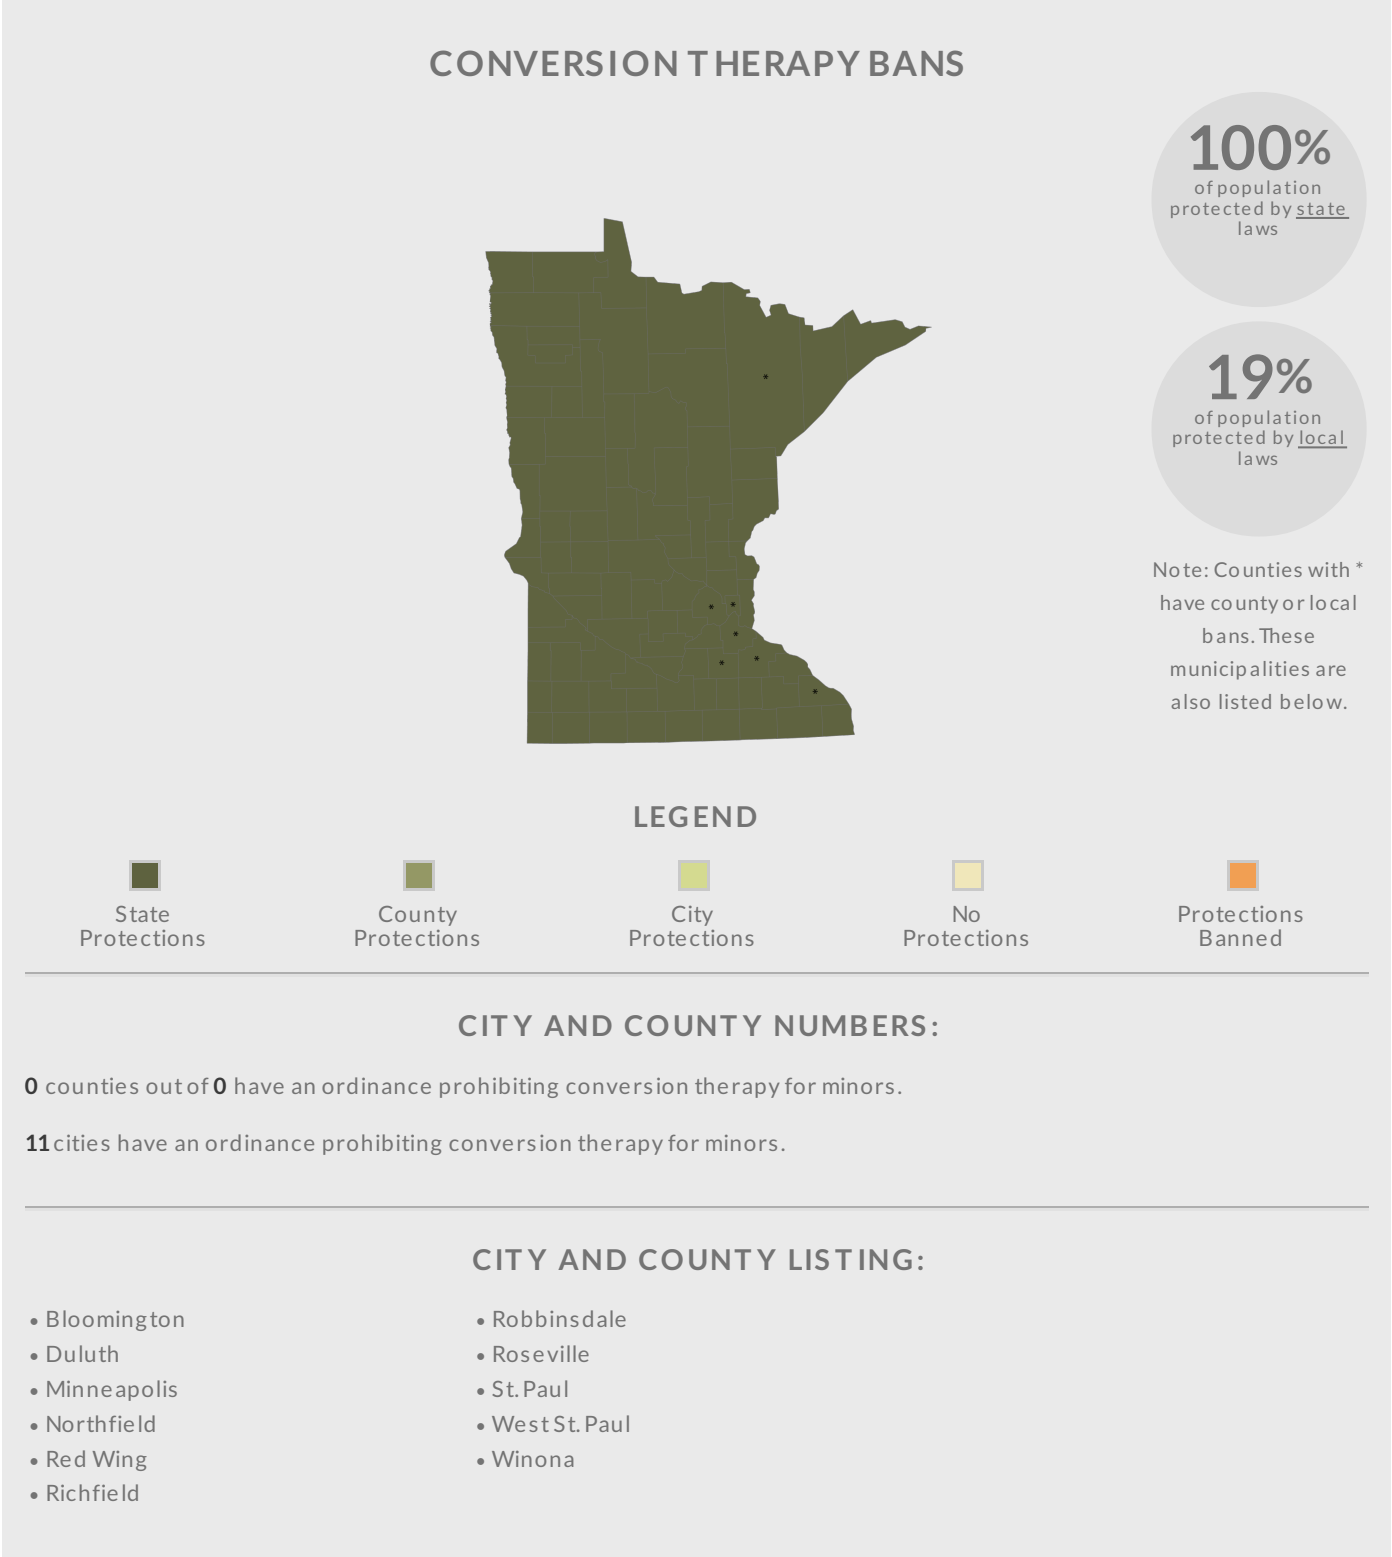 CONVERSION THERAPY BANS
100%
of population
protected by state
laws
19%
of population
protected by local
laws
Note: Counties with *
have county or local
bans. These
municipalities are
also listed below.
*
*
*
*
*
*
*
LEGEND
State
Protections
County
Protections
City
Protections
No
Protections
Protections
Banned
CITY AND COUNTY NUMBERS:
0 counties out of 0 have an ordinance prohibiting conversion therapy for minors.
11 cities have an ordinance prohibiting conversion therapy for minors.
CITY AND COUNTY LISTING:
• Bloomington
• Duluth
• Minneapolis
• Northfield
• Red Wing
• Richfield
• Robbinsdale
• Roseville
• St. Paul
• West St. Paul
• Winona